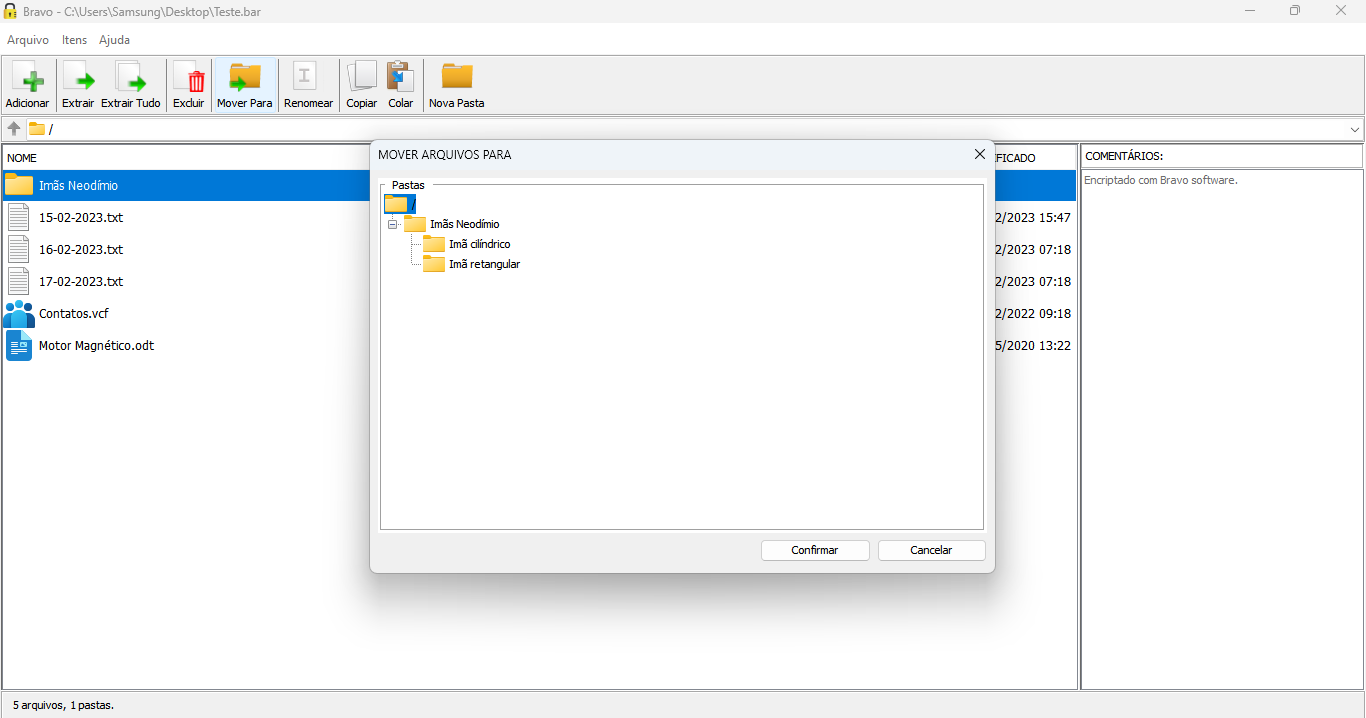 Bravo - C:\Users\Samsung\Desktop\Teste.bar
Arquivo Itens Ajuda
Adicionar Extrair Extrair Tudo Excluir Mover Para Renomear Copiar Colar Nova Pasta
/
NOME
FICADO
Imãs Neodímio
15-02-2023.txt
2/2023 15:47
16-02-2023.txt
2/2023 07:18
17-02-2023.txt
2/2023 07:18
Contatos.vcf
2/2022 09:18
Motor Magnético.odt
5/2020 13:22
MOVER ARQUIVOS PARA
Pastas
/
Imãs Neodímio
Imã cilíndrico
Imã retangular
Confirmar Cancelar
COMENTÁRIOS:
Encriptado com Bravo software.
5 arquivos, 1 pastas.